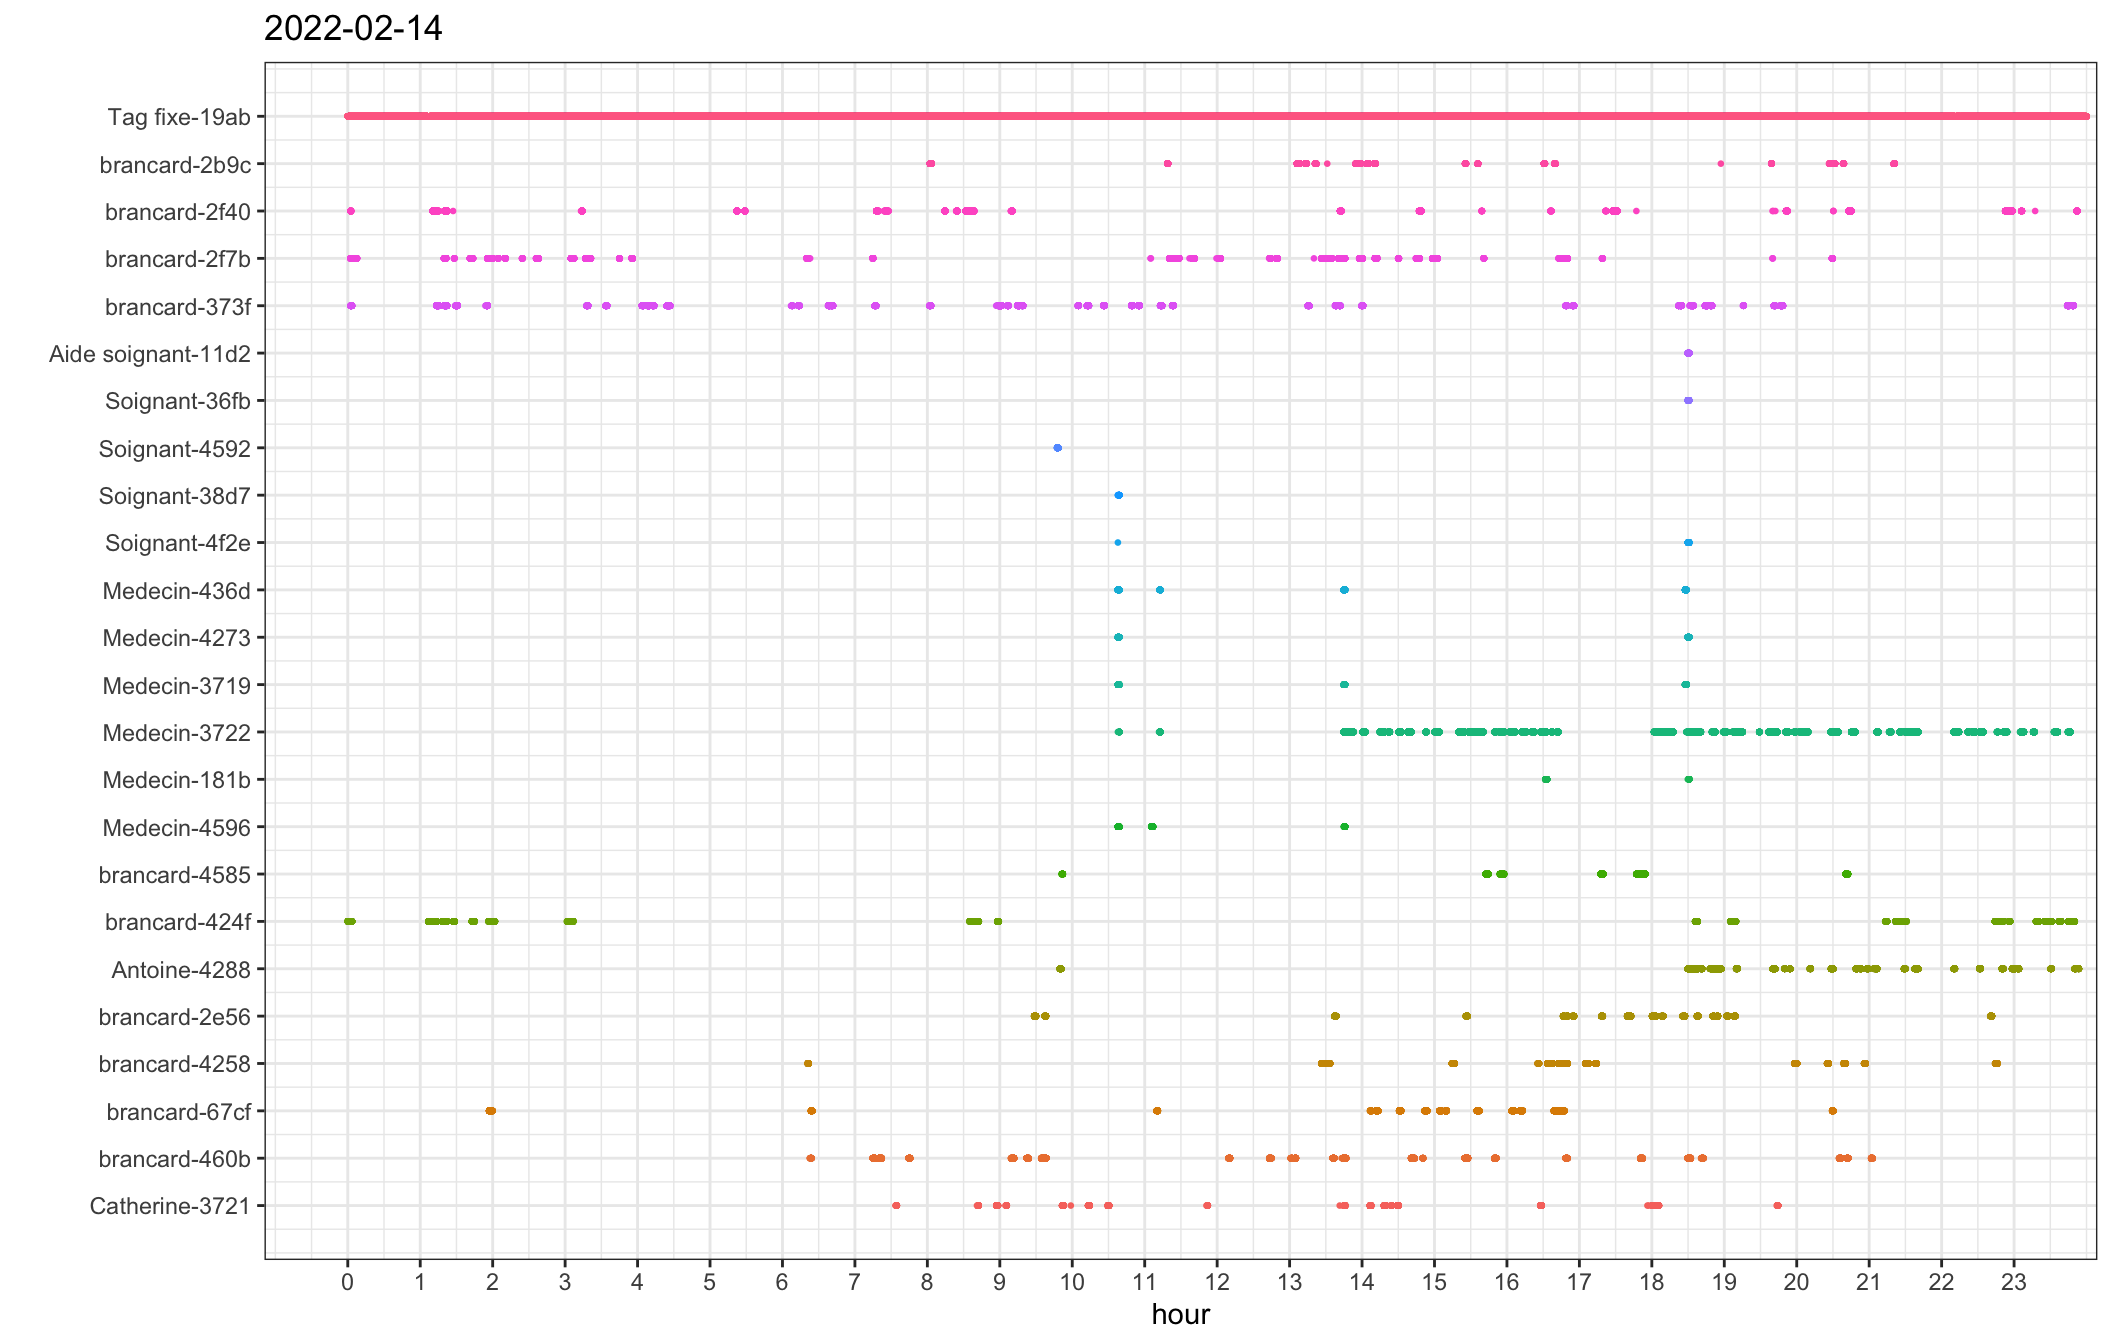 2022-02-14
Tag fixe-19ab
brancard-2b9c
brancard-2f40
brancard-2f7b
brancard-373f
Aide soignant-11d2
Soignant-36fb
Soignant-4592
Soignant-38d7
Soignant-4f2e
Medecin-436d
Medecin-4273
Medecin-3719
Medecin-3722
Medecin-181b
Medecin-4596
brancard-4585
brancard-424f
Antoine-4288
brancard-2e56
brancard-4258
brancard-67cf
brancard-460b
Catherine-3721
0 1 2 3 4 5 6 7 8 9 10 11 12 13 14 15 16 17 18 19 20 21 22 23
hour